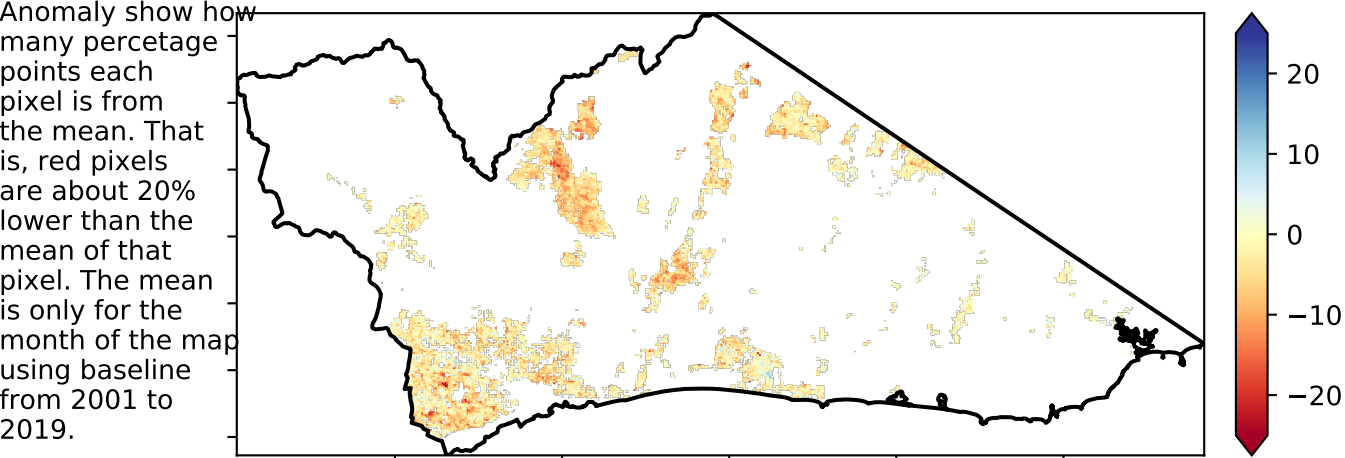 Anomaly show how
many percetage
points each
pixel is from
the mean. That
is, red pixels
are about 20%
lower than the
mean of that
pixel. The mean
is only for the
month of the map
using baseline
from 2001 to
2019.
20
10
0
−10
−20